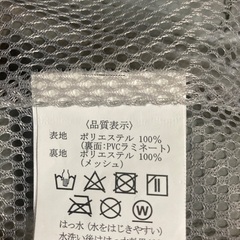 〈品質表示〉
表地 ポリエステル 100%
(裏面:PVCラミネート)
裏地 ポリエステル 100%
(メッシュ)
W
はっ水 (水をはじきやすい)